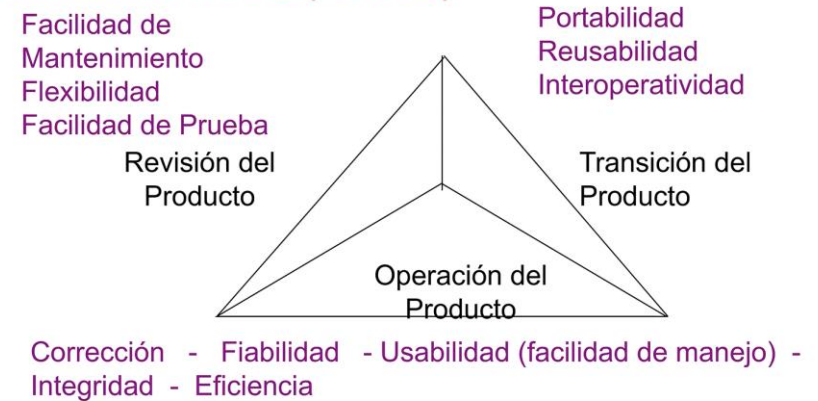 Facilidad de
Mantenimiento
Flexibilidad
Facilidad de Prueba
Portabilidad
Reusabilidad
Interoperatividad
Revisión del
Producto
Transición del
Producto
Operación del
Producto
Corrección - Fiabilidad - Usabilidad (facilidad de manejo) -
Integridad - Eficiencia